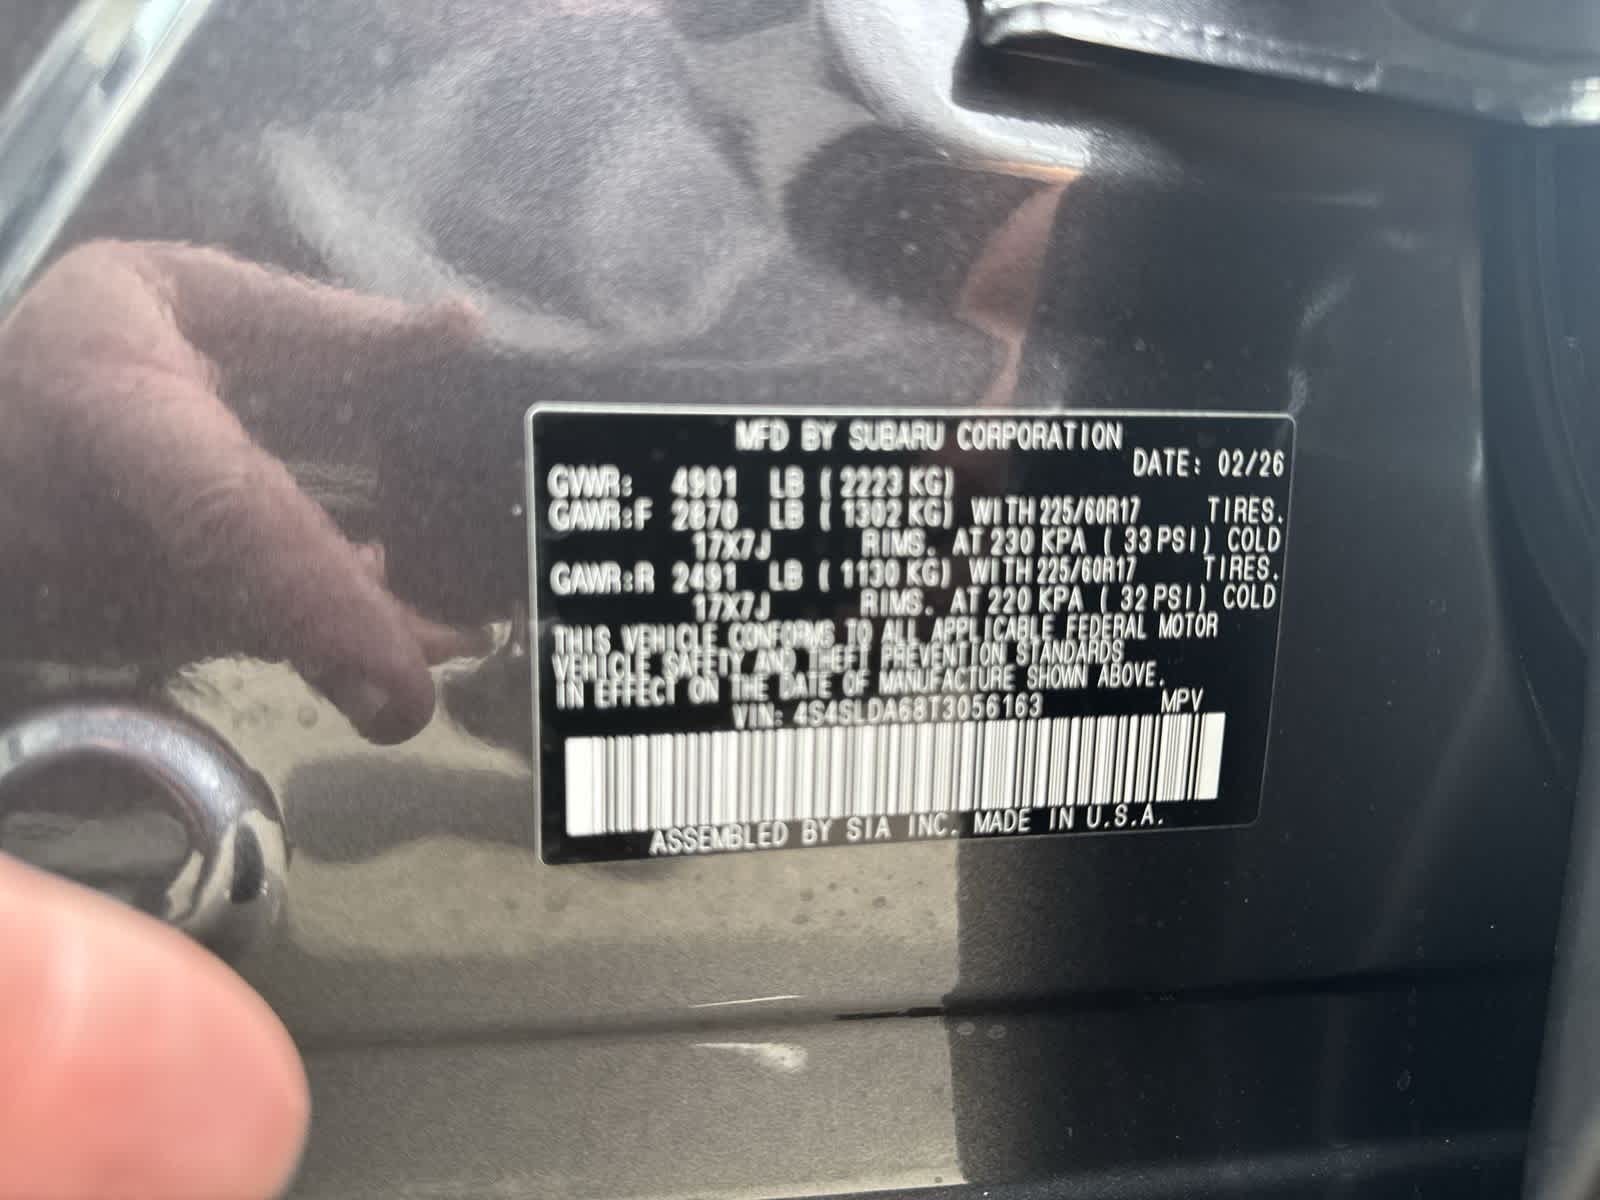 MFD BY SUBARU CORPORATION
DATE: 02/26
GVWR: 4901 LB ( 2223 KG)
GAWR:F 2870 LB ( 1302 KG) WITH 225/60R17 TIRES.
17X7J RIMS. AT 230 KPA ( 33 PSI) COLD
GAWR:R 2491 LB ( 1130 KG) WITH 225/60R17 TIRES.
17X7J RIMS. AT 220 KPA ( 32 PSI) COLD
THIS VEHICLE CONFORMS TO ALL APPLICABLE FEDERAL MOTOR
VEHICLE SAFETY AND THEFT PREVENTION STANDARDS
IN EFFECT ON THE DATE OF MANUFACTURE SHOWN ABOVE.
VIN: 4S4SLDA68T3056163 MPV
ASSEMBLED BY SIA INC. MADE IN U.S.A.